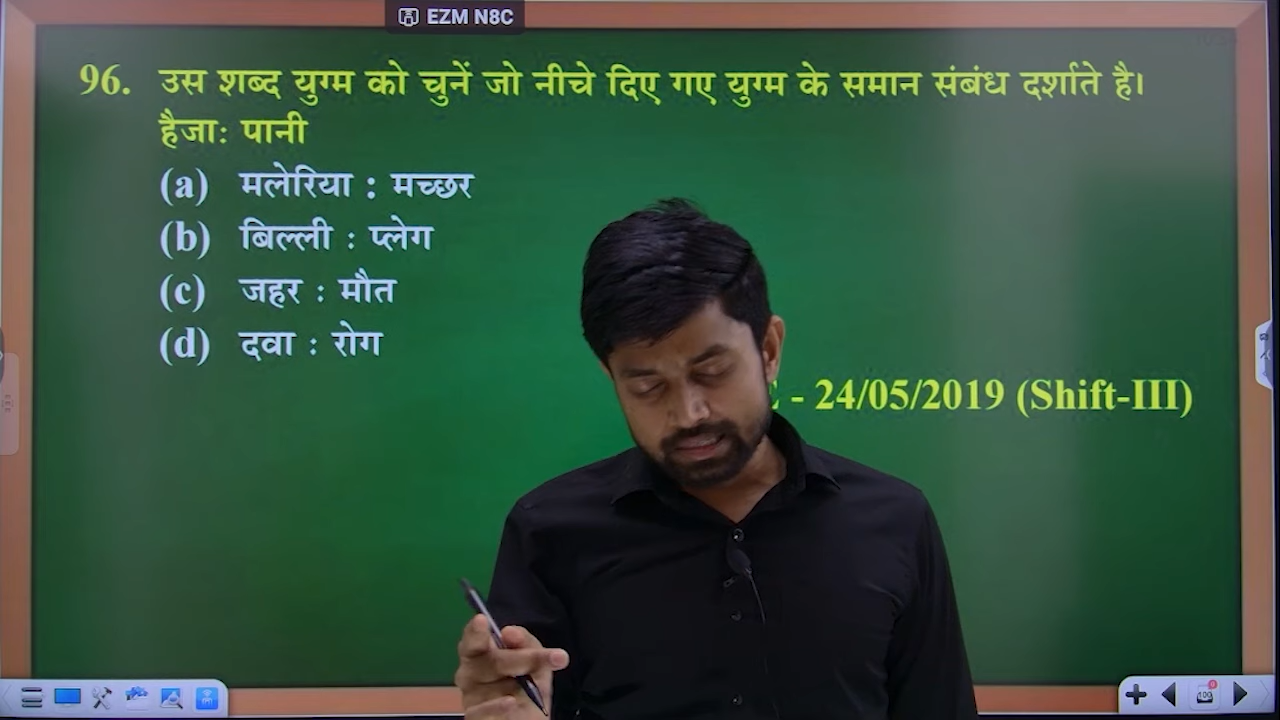 EZM N8C
96. उस शब्द युग्म को चुनें जो नीचे दिए गए युग्म के समान संबंध दर्शाते है।
हैजाः पानी
(a) मलेरिया : मच्छर
(b) बिल्ली : प्लेग
(c) जहर : मौत
(d) दवा : रोग
- 24/05/2019 (Shift-III)